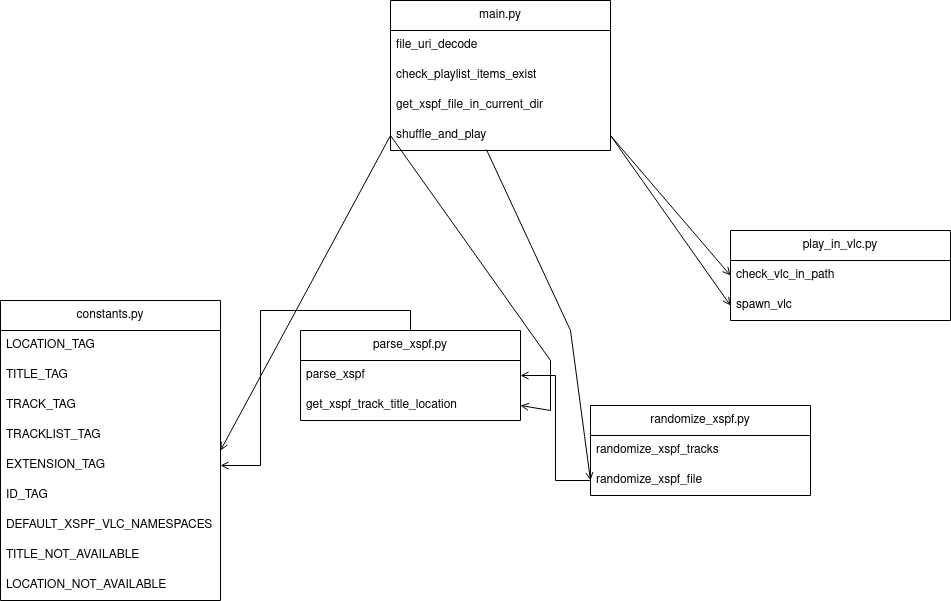 main.py
file_uri_decode
check_playlist_items_exist
get_xspf_file_in_current_dir
shuffle_and_play
play_in_vlc.py
check_vlc_in_path
spawn_vlc
constants.py
LOCATION_TAG
TITLE_TAG
TRACK_TAG
TRACKLIST_TAG
EXTENSION_TAG
ID_TAG
DEFAULT_XSPF_VLC_NAMESPACES
TITLE_NOT_AVAILABLE
LOCATION_NOT_AVAILABLE
parse_xspf.py
parse_xspf
get_xspf_track_title_location
randomize_xspf.py
randomize_xspf_tracks
randomize_xspf_file